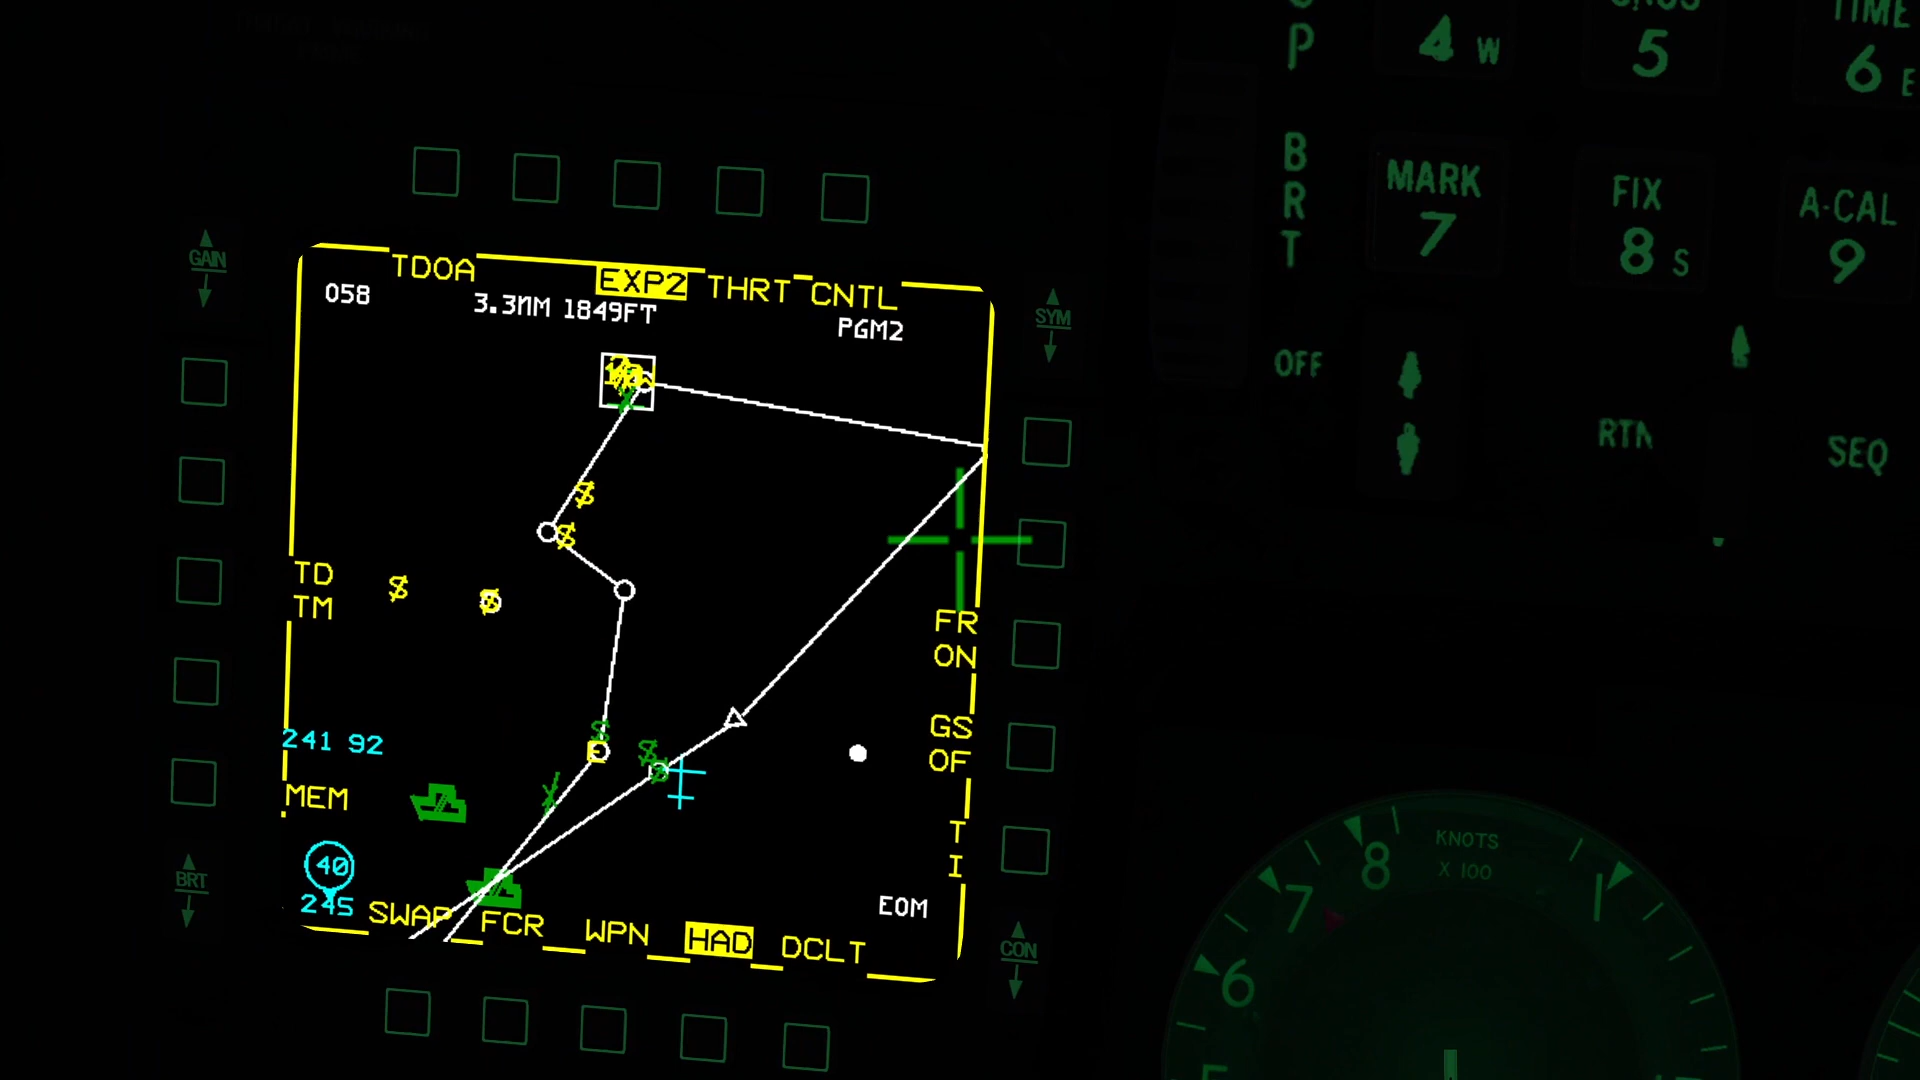 TDOA EXP2 THRT CNTL
058 3.3NM 1849FT PGM2
GAIN
SYM
TD
TM
FR
ON
GS
OF
241 92
MEM
T
I
40
245
BRT
CON
EOM
SWAP FCR WPN HAD DCLT
P
4 W
5
TIME
6 E
B
R
T
MARK
7
FIX
8 S
A-CAL
9
OFF
RTN
SEQ
KNOTS
X 100
8
7
6